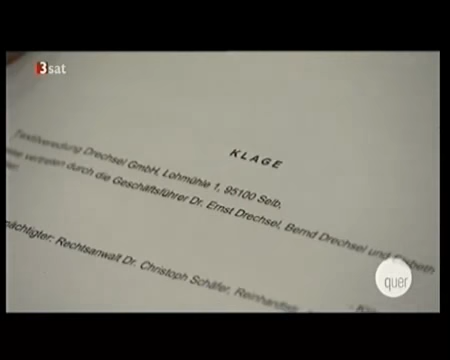 3sat
KLAGE
Textilveredlung Drechsel GmbH, Lohmühle 1, 95100 Selb,
vertreten durch die Geschäftsführer Dr. Ernst Drechsel, Bernd Drechsel und
mächtigter: Rechtsanwalt Dr. Christoph Schäfer,
quer